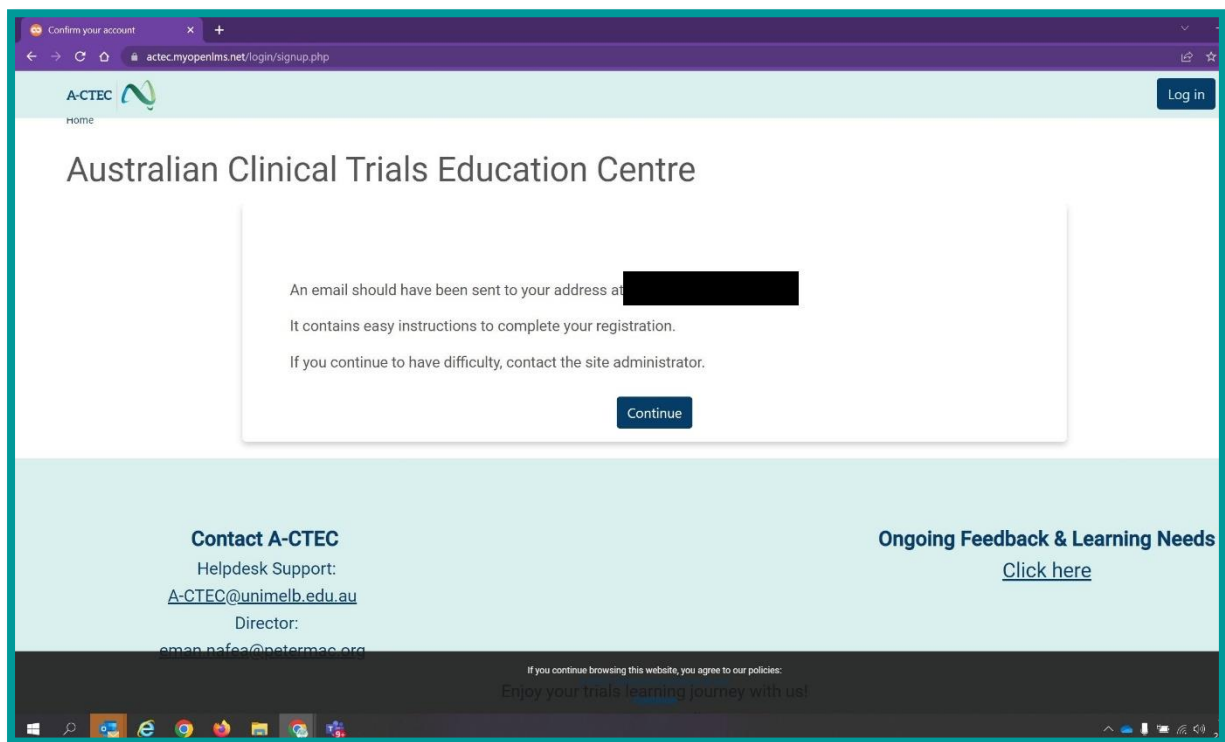 Confirm your account
actec.myopenlms.net/login/signup.php
A-CTEC
Log in
Home
Australian Clinical Trials Education Centre
An email should have been sent to your address at
It contains easy instructions to complete your registration.
If you continue to have difficulty, contact the site administrator.
Continue
Contact A-CTEC
Helpdesk Support:
A-CTEC@unimelb.edu.au
Director:
eman.nafea@petermac.org
Ongoing Feedback & Learning Needs
Click here
If you continue browsing this website, you agree to our policies:
Enjoy your trials learning journey with us!